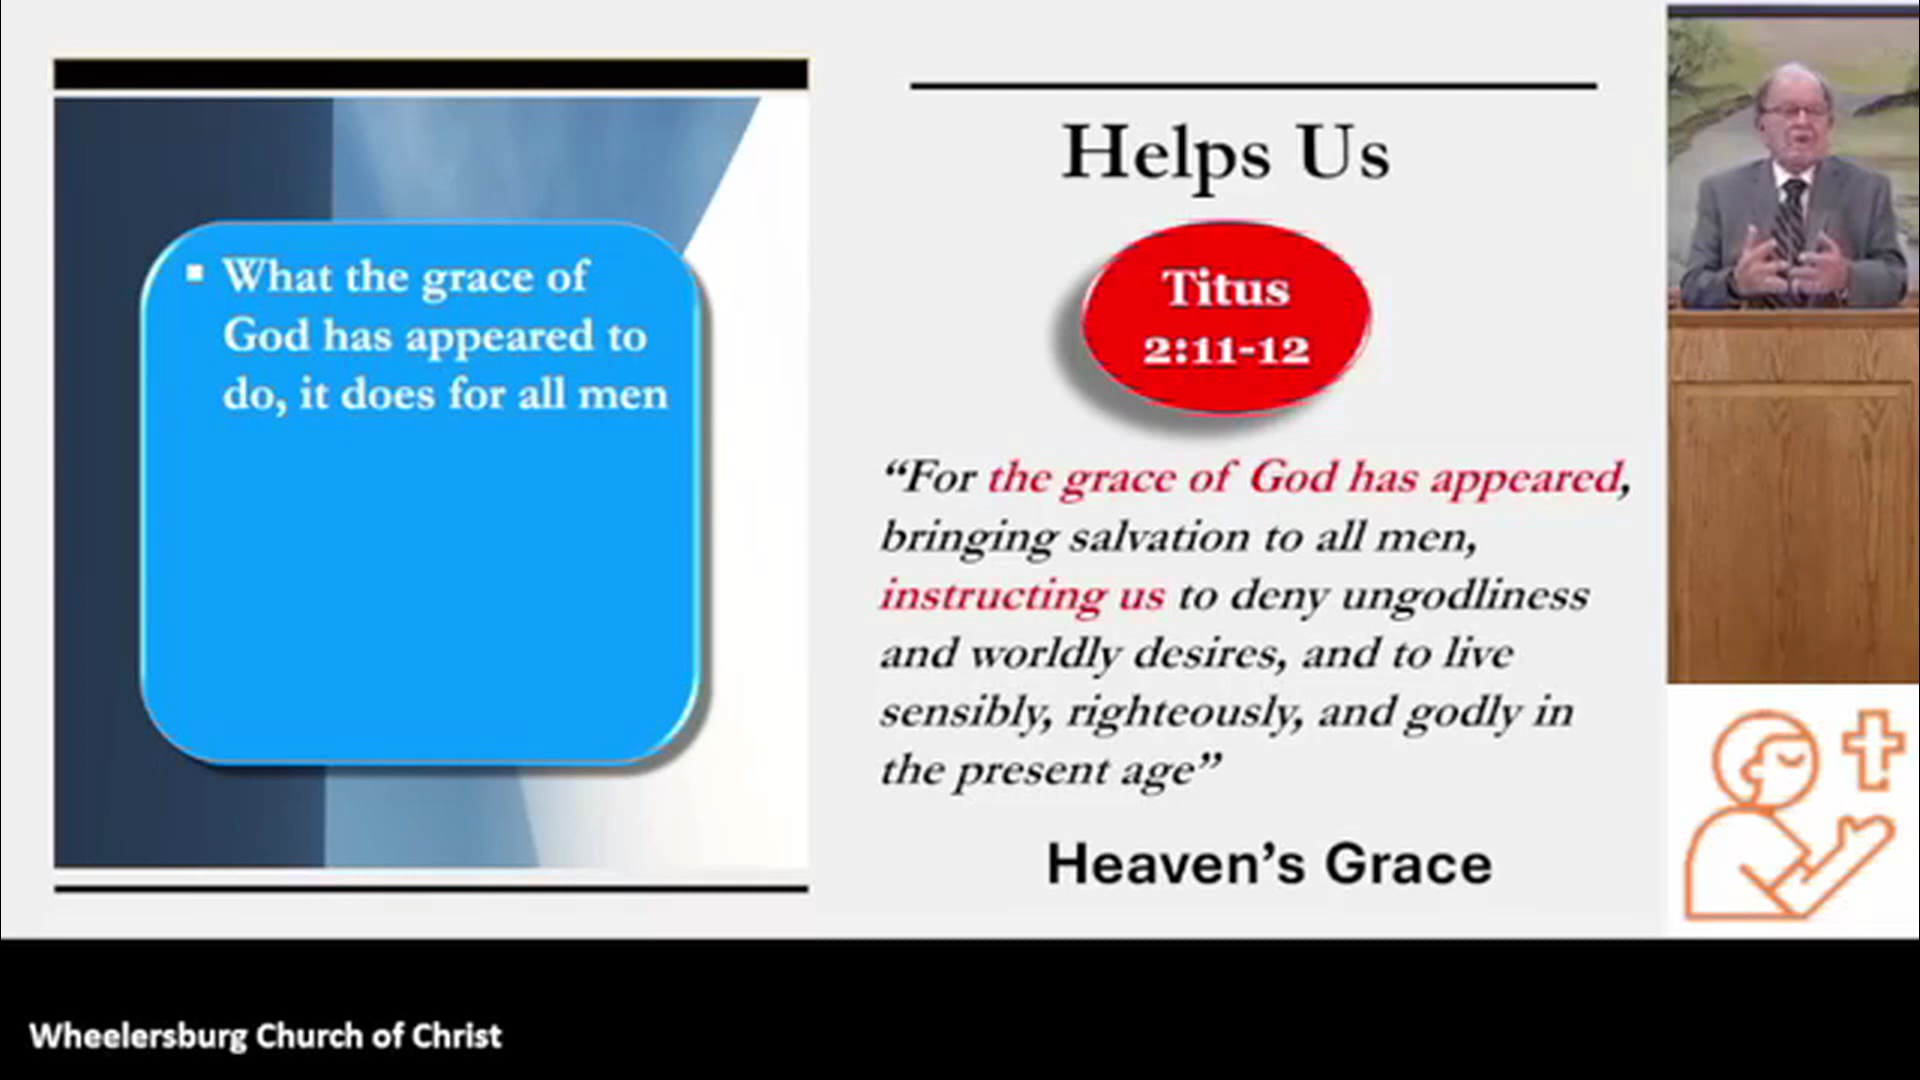 ▪ What the grace of
God has appeared to
do, it does for all men
Helps Us
Titus
2:11-12
“For the grace of God has appeared,
bringing salvation to all men,
instructing us to deny ungodliness
and worldly desires, and to live
sensibly, righteously, and godly in
the present age”
Heaven’s Grace
Wheelersburg Church of Christ